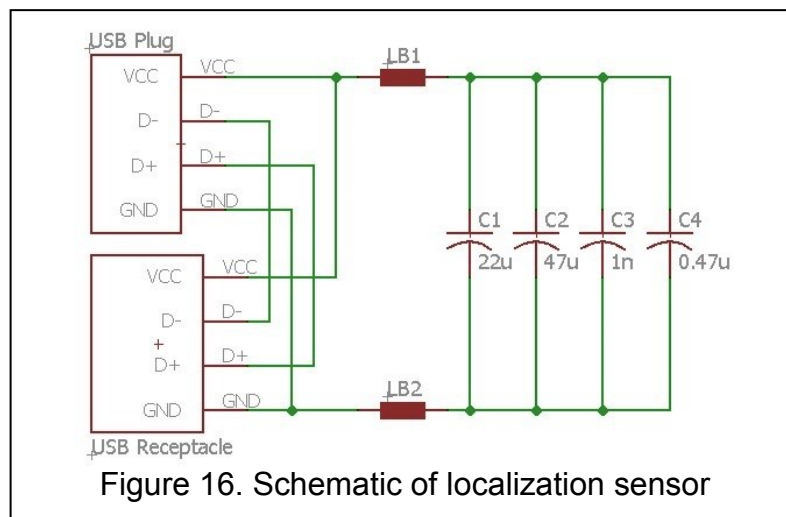 USB Plug
VCC VCC
D- D-
D+ D+
GND GND
LB1
C1 C2 C3 C4
22u 47u 1n 0.47u
VCC VCC
D- D-
D+ D+
GND GND
LB2
USB Receptacle
Figure 16. Schematic of localization sensor